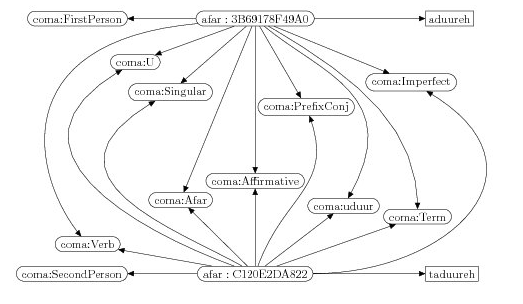 coma:FirstPerson
afar : 3B69178F49A0
aduureh
coma:U
coma:Imperfect
coma:Singular
coma:PrefixConj
coma:Affirmative
coma:Afar
coma:uduur
coma:Term
coma:Verb
coma:SecondPerson
afar : C120E2DA822
taduureh